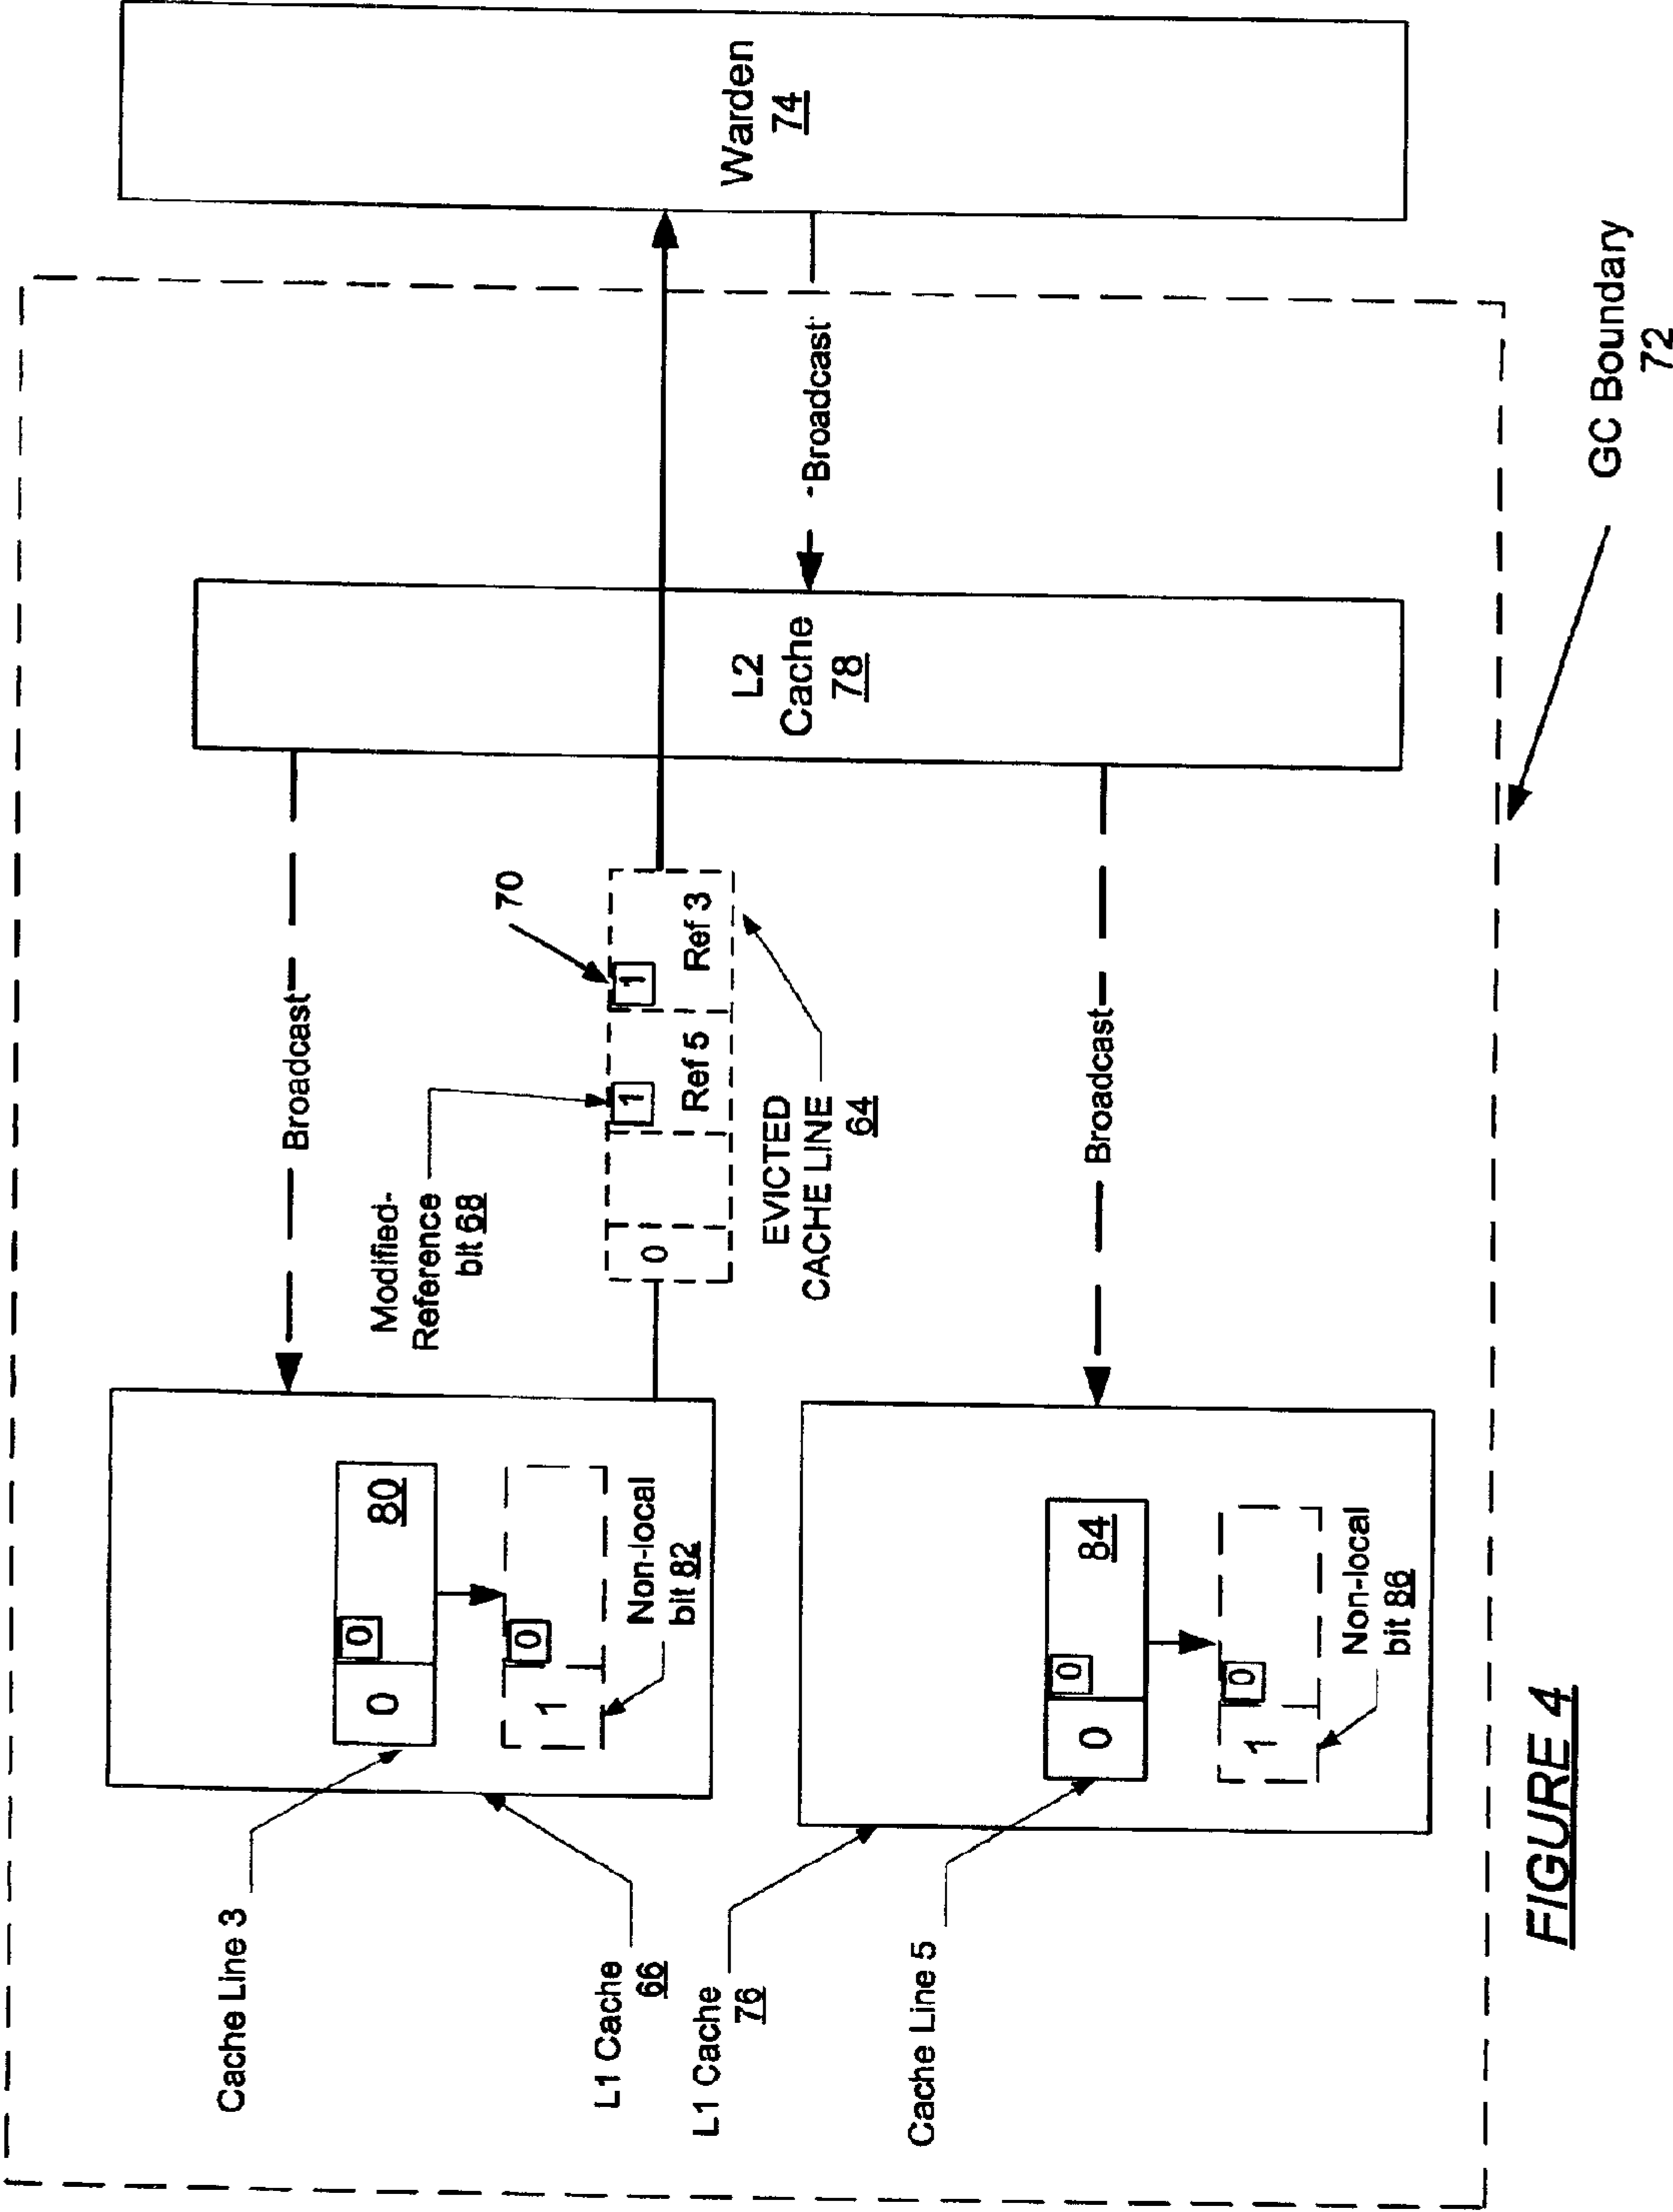 Cache Line 3
L1 Cache
66
L1 Cache
76
Cache Line 5
0
0
80
1
0
Non-local
bit 82
0
0
84
1
0
Non-local
bit 86
Broadcast
Modified-
Reference
bit 68
70
0
1
Ref 5
1
Ref 3
EVICTED
CACHE LINE
64
Broadcast
L2
Cache
78
Broadcast
Warden
74
GC Boundary
72
FIGURE 4